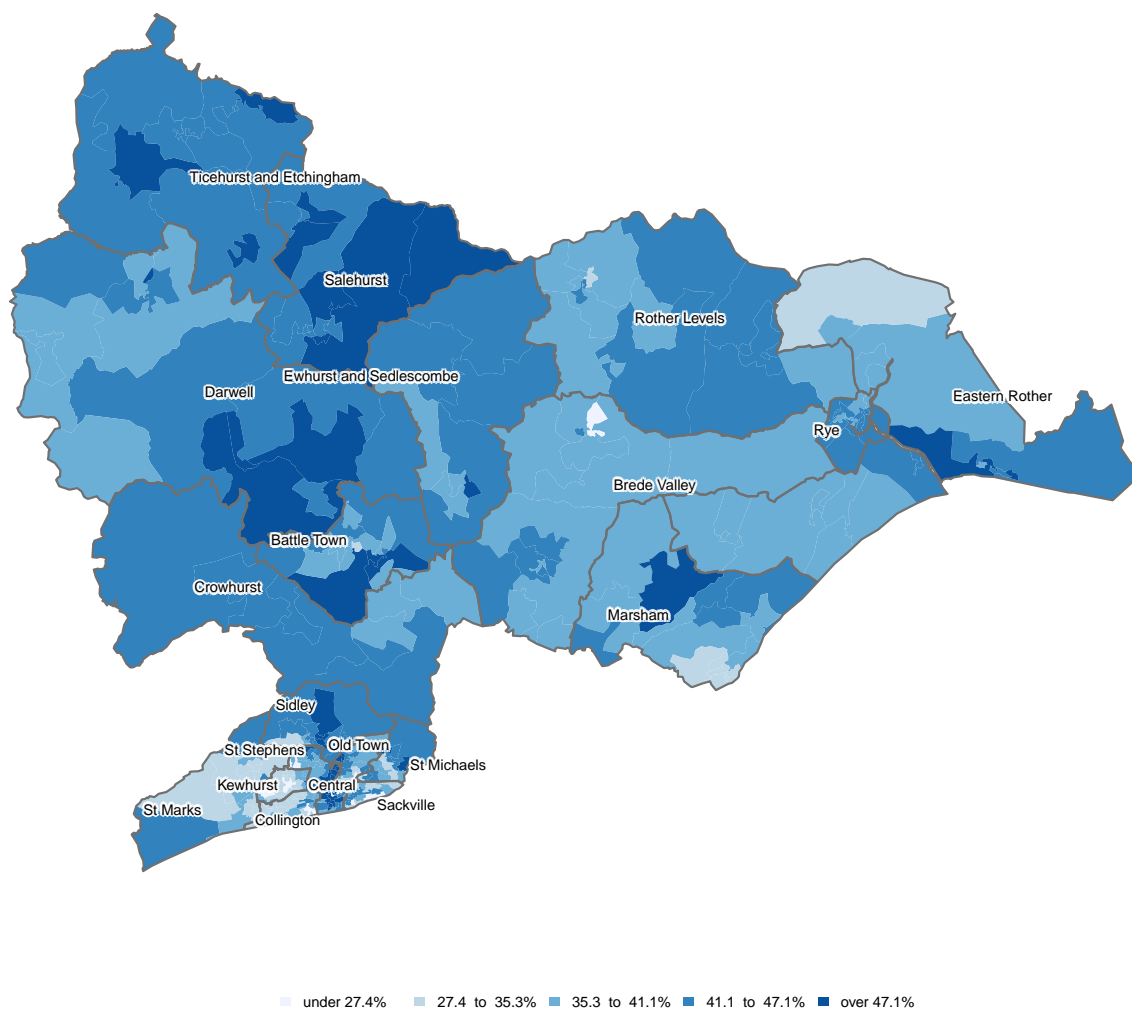 Ticehurst and Etchingham
Salehurst
Rother Levels
Ewhurst and Sedlescombe
Darwell
Eastern Rother
Rye
Brede Valley
Battle Town
Crowhurst
Marsham
Sidley
Old Town
St Stephens
St Michaels
Kewhurst
Central
Sackville
St Marks
Collington
under 27.4% 27.4 to 35.3% 35.3 to 41.1% 41.1 to 47.1% over 47.1%